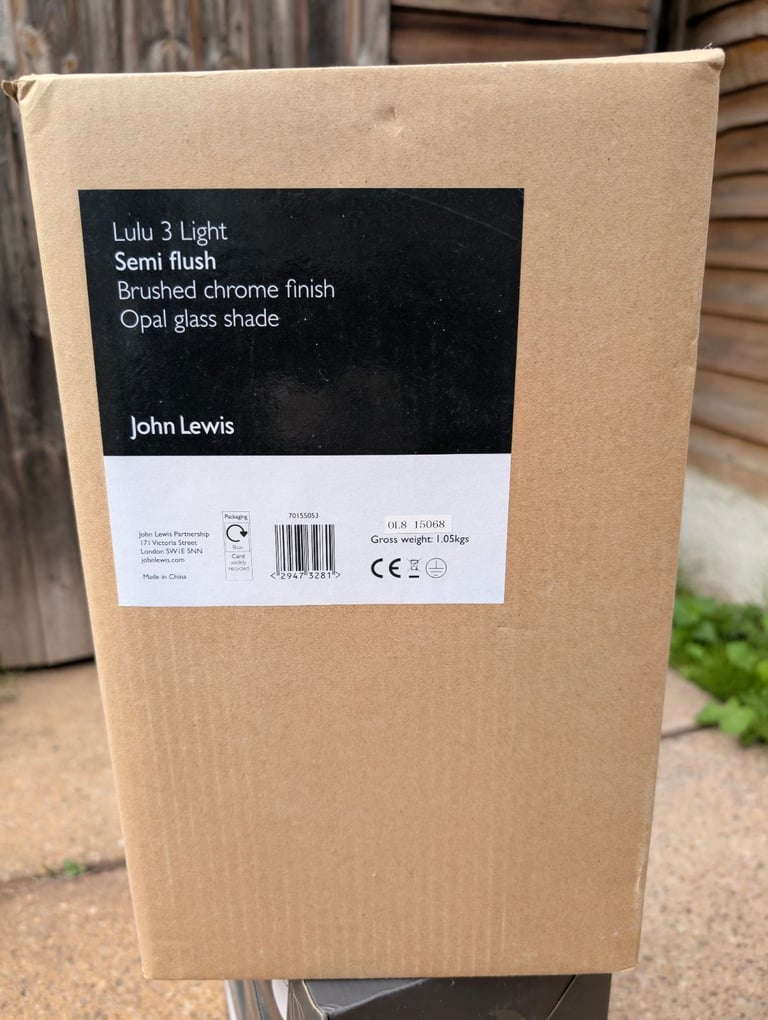 Lulu 3 Light
Semi flush
Brushed chrome finish
Opal glass shade
John Lewis
John Lewis Partnership
171 Victoria Street
London SW1E 5NN
johnlewis.com
Made in China
Packaging
Box
Card
widely
recycled
70155053
<"2947"3281">
OL8 15068
Gross weight: 1.05kgs
CE